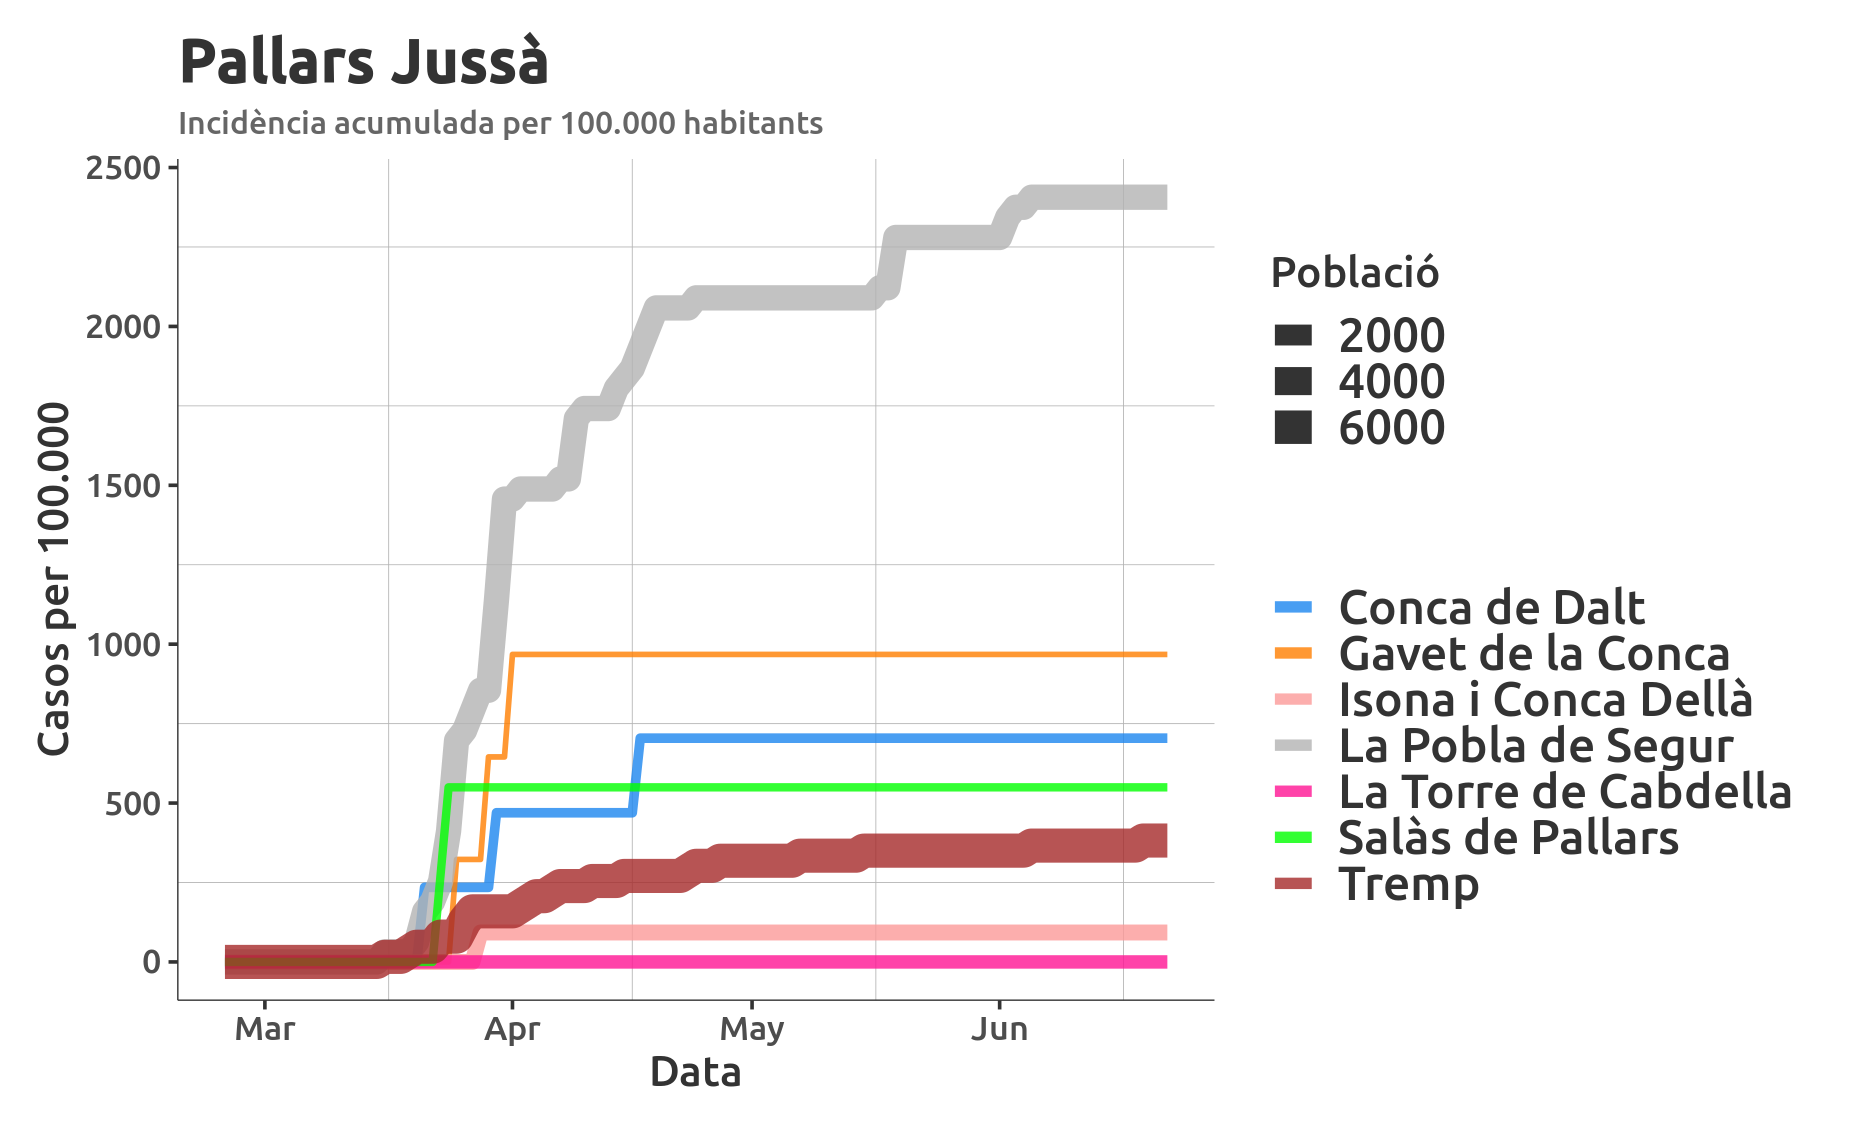 Pallars Jussà
Incidència acumulada per 100.000 habitants
Casos per 100.000
2500
2000
1500
1000
500
0
Mar
Apr
May
Jun
Data
Població
2000
4000
6000
Conca de Dalt
Gavet de la Conca
Isona i Conca Dellà
La Pobla de Segur
La Torre de Cabdella
Salàs de Pallars
Tremp